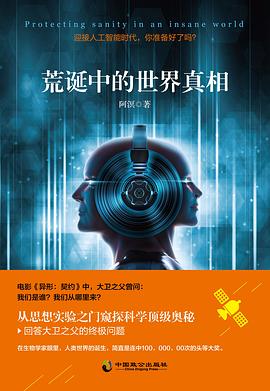 Protecting sanity in an insane world
迎接人工智能时代，你准备好了吗？
荒诞中的世界真相
阿溟◎著
电影《异形：契约》中，大卫之父曾问：
我们是谁？我们从哪里来？
从思想实验之门窥探科学顶级奥秘
▶回答大卫之父的终极问题
在生物学家眼里，人类世界的诞生，简直是连中100，000，00次的头等大奖。
中国致公出版社
China Zhigong Press